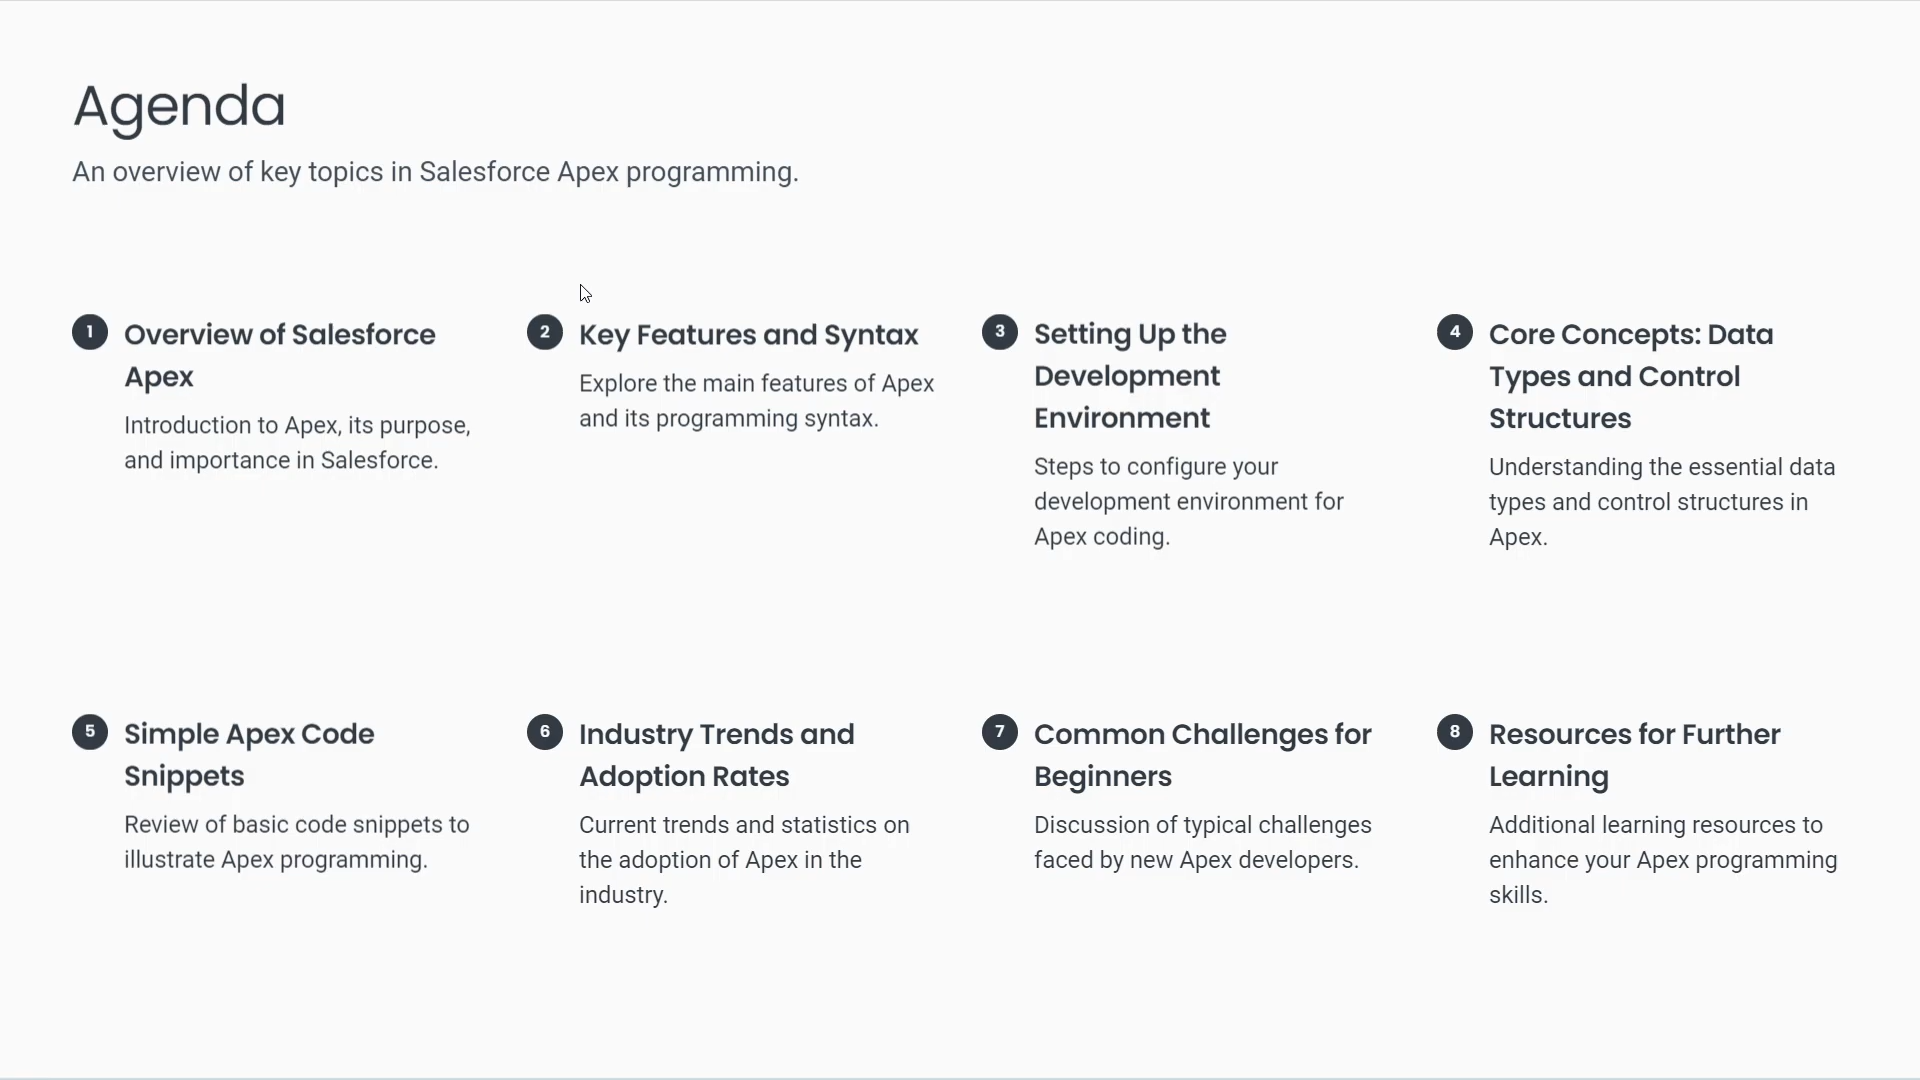 Agenda
An overview of key topics in Salesforce Apex programming.
1
Overview of Salesforce
Apex
Introduction to Apex, its purpose,
and importance in Salesforce.
2
Key Features and Syntax
Explore the main features of Apex
and its programming syntax.
3
Setting Up the
Development
Environment
Steps to configure your
development environment for
Apex coding.
4
Core Concepts: Data
Types and Control
Structures
Understanding the essential data
types and control structures in
Apex.
5
Simple Apex Code
Snippets
Review of basic code snippets to
illustrate Apex programming.
6
Industry Trends and
Adoption Rates
Current trends and statistics on
the adoption of Apex in the
industry.
7
Common Challenges for
Beginners
Discussion of typical challenges
faced by new Apex developers.
8
Resources for Further
Learning
Additional learning resources to
enhance your Apex programming
skills.